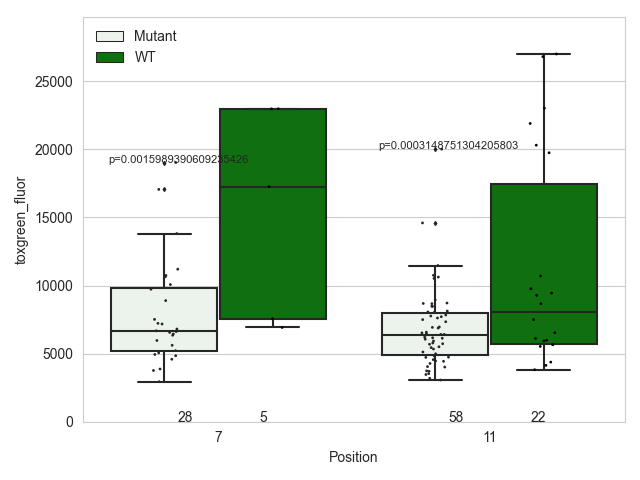 Mutant
WT
25000
20000
15000
10000
5000
0
toxgreen_fluor
p=0.0015989390609235426
p=0.0003148751304205803
28
5
58
22
7
11
Position